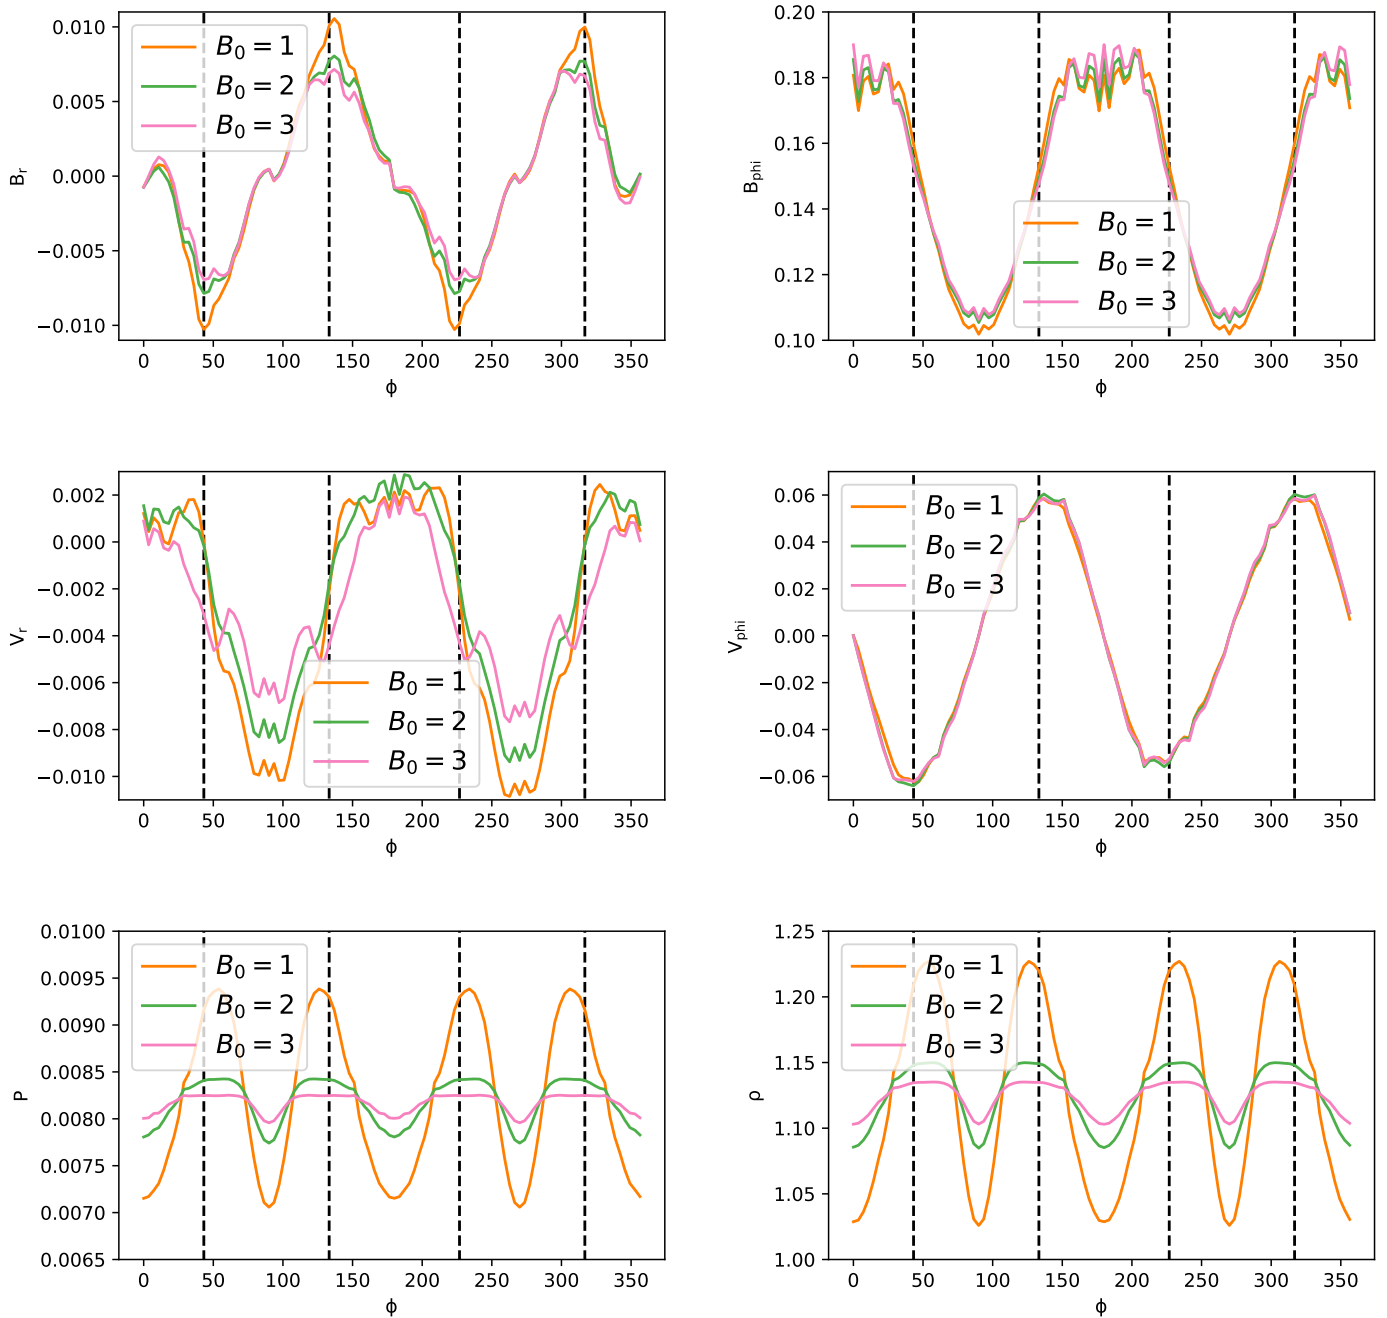 B_r
0.010
0.005
0.000
−0.005
−0.010
B_0 = 1
B_0 = 2
B_0 = 3
0 50 100 150 200 250 300 350
ϕ
B_phi
0.20
0.18
0.16
0.14
0.12
0.10
B_0 = 1
B_0 = 2
B_0 = 3
0 50 100 150 200 250 300 350
ϕ
V_r
0.002
0.000
−0.002
−0.004
−0.006
−0.008
−0.010
B_0 = 1
B_0 = 2
B_0 = 3
0 50 100 150 200 250 300 350
ϕ
V_phi
0.06
0.04
0.02
0.00
−0.02
−0.04
−0.06
B_0 = 1
B_0 = 2
B_0 = 3
0 50 100 150 200 250 300 350
ϕ
P
0.0100
0.0095
0.0090
0.0085
0.0080
0.0075
0.0070
0.0065
B_0 = 1
B_0 = 2
B_0 = 3
0 50 100 150 200 250 300 350
ϕ
ρ
1.25
1.20
1.15
1.10
1.05
1.00
B_0 = 1
B_0 = 2
B_0 = 3
0 50 100 150 200 250 300 350
ϕ